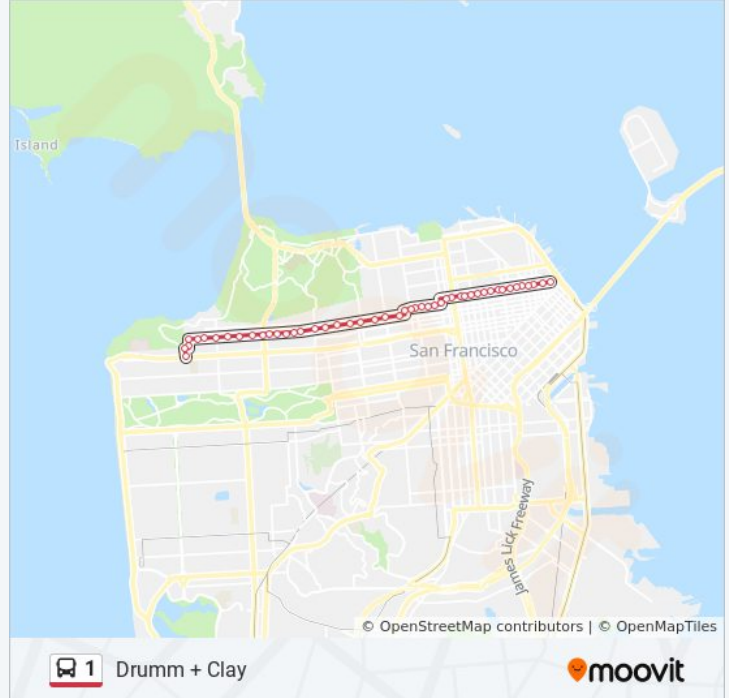 Island
San Francisco
James Lick Freeway
© OpenStreetMap contributors | © OpenMapTiles
1 Drumm + Clay
moovit